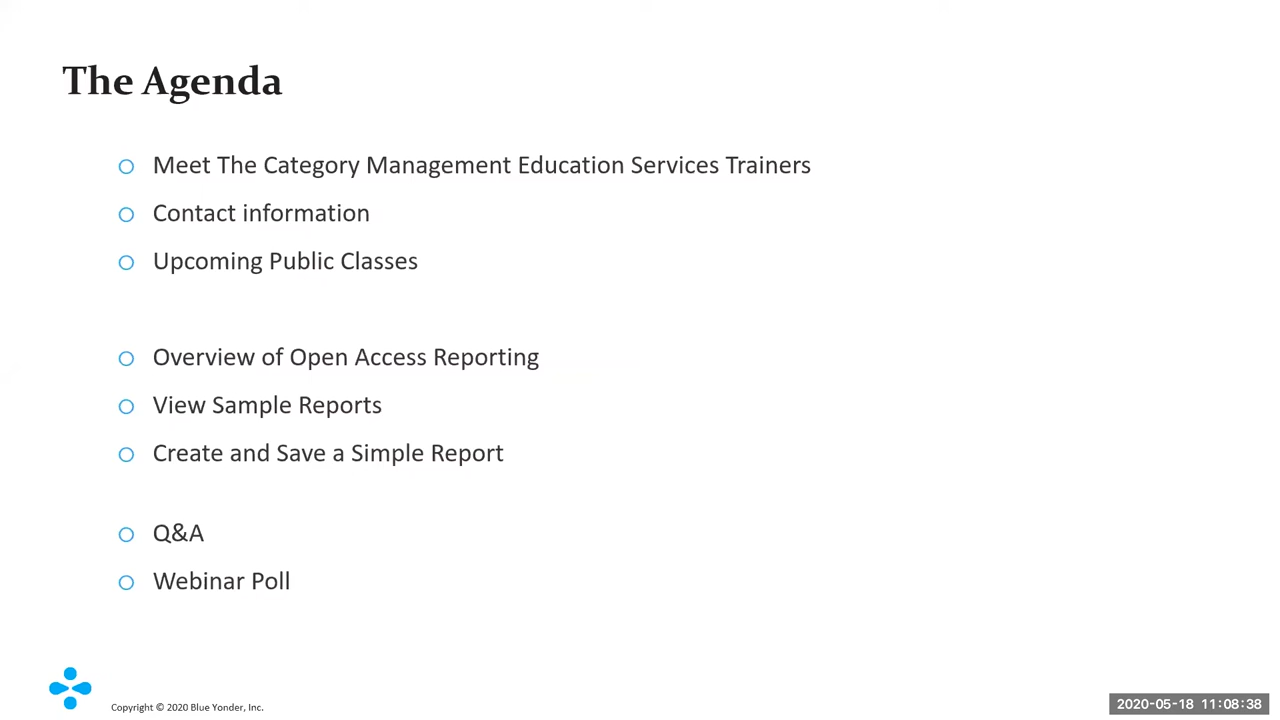 The Agenda
Meet The Category Management Education Services Trainers
Contact information
Upcoming Public Classes
Overview of Open Access Reporting
View Sample Reports
Create and Save a Simple Report
Q&A
Webinar Poll
Copyright © 2020 Blue Yonder, Inc.
2020-05-18 11:08:38